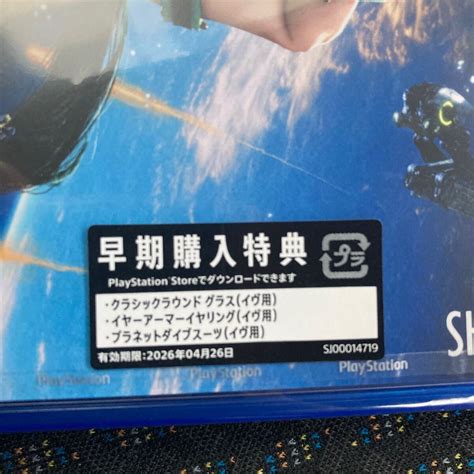 早期購入特典
プラ
PlayStation Storeでダウンロードできます
・クラシックラウンド グラス(イヴ用)
・イヤーアーマーイヤリング(イヴ用)
・プラネットダイブスーツ(イヴ用)
有効期限:2026年04月26日
SJ00014719
PlayStation
PlayStation
PlayStation